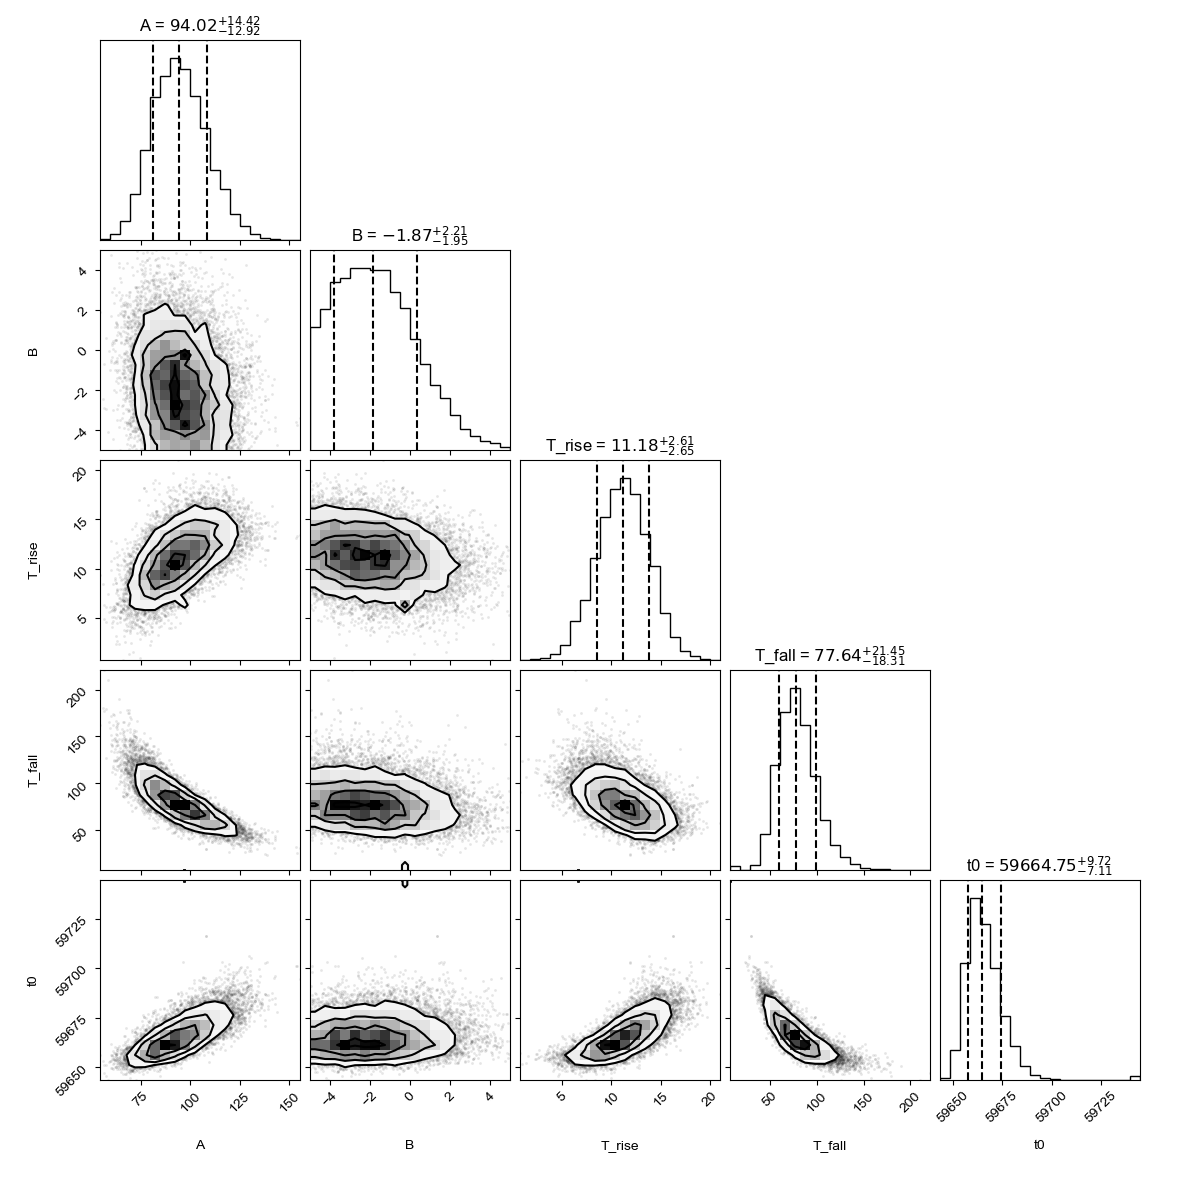 A = 94.02+14.42−12.92
B = −1.87+2.21−1.95
4
2
0
−2
−4
B
T_rise = 11.18+2.61−2.65
20
15
10
5
T_rise
T_fall = 77.64+21.45−18.31
200
150
100
50
T_fall
t0 = 59664.75+9.72−7.11
59725
59700
59675
59650
t0
75 100 125 150
−4 −2 0 2 4
5 10 15 20
50 100 150 200
59650 59675 59700 59725
A B T_rise T_fall t0